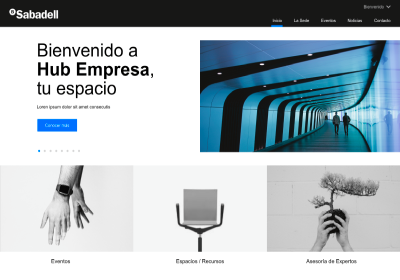 Sabadell
Bienvenido
Inicio
La Sede
Eventos
Noticias
Contacto
Bienvenido a
Hub Empresa,
tu espacio
Lorem ipsum dolor sit amet consecutis
Conocer más
Eventos
Espacios / Recursos
Asesoría de Expertos